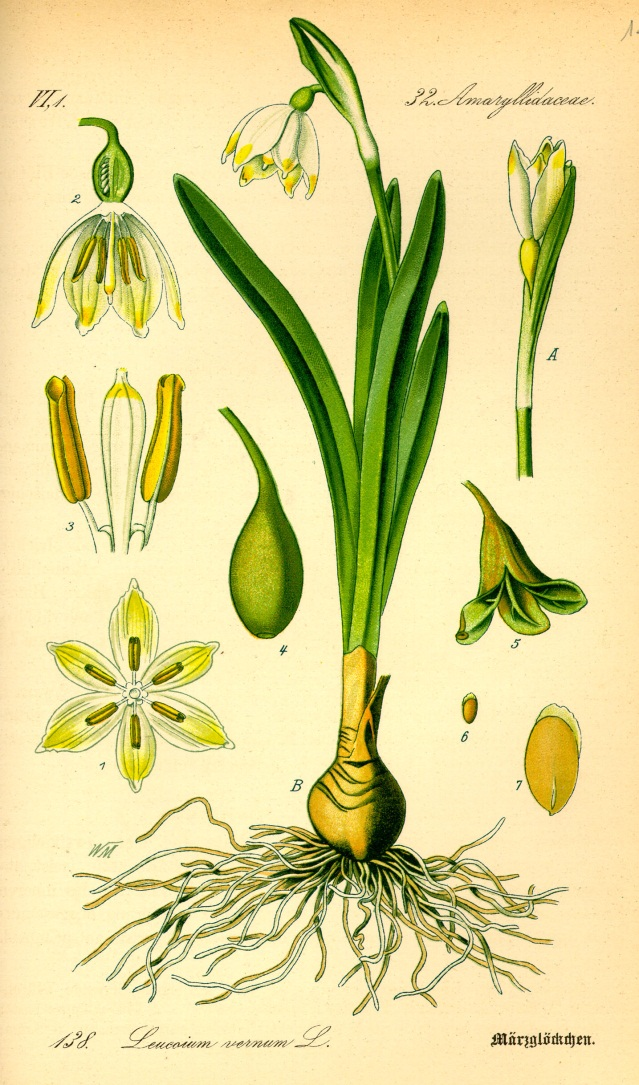 VI,1.
32. Amaryllidaceae.
2
A
3
4
5
6
7
1
B
WM
138. Leucoium vernum L.
Märzglöckchen.